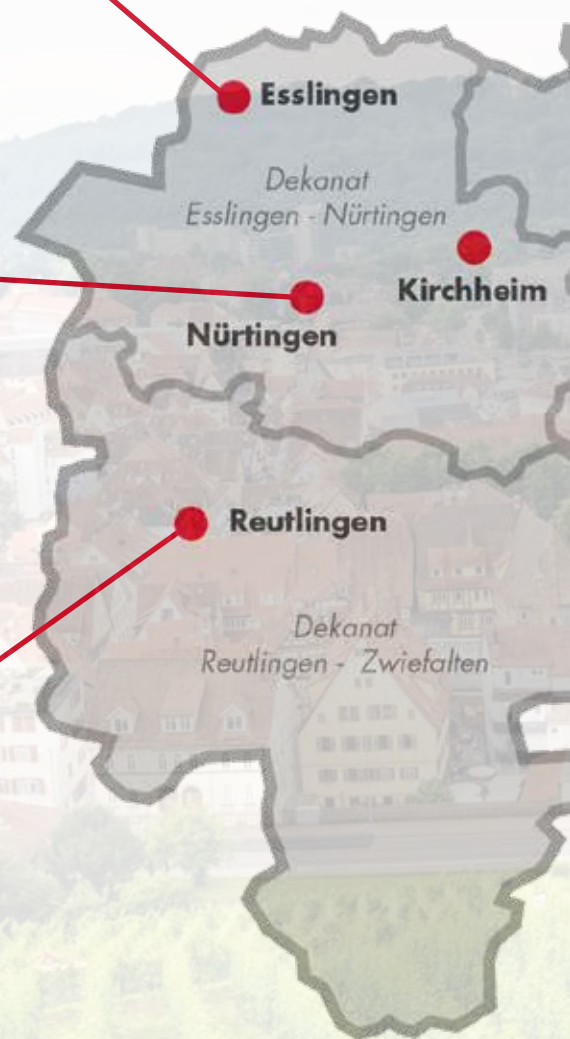 Esslingen
Dekanat
Esslingen - Nürtingen
Kirchheim
Nürtingen
Reutlingen
Dekanat
Reutlingen - Zwiefalten